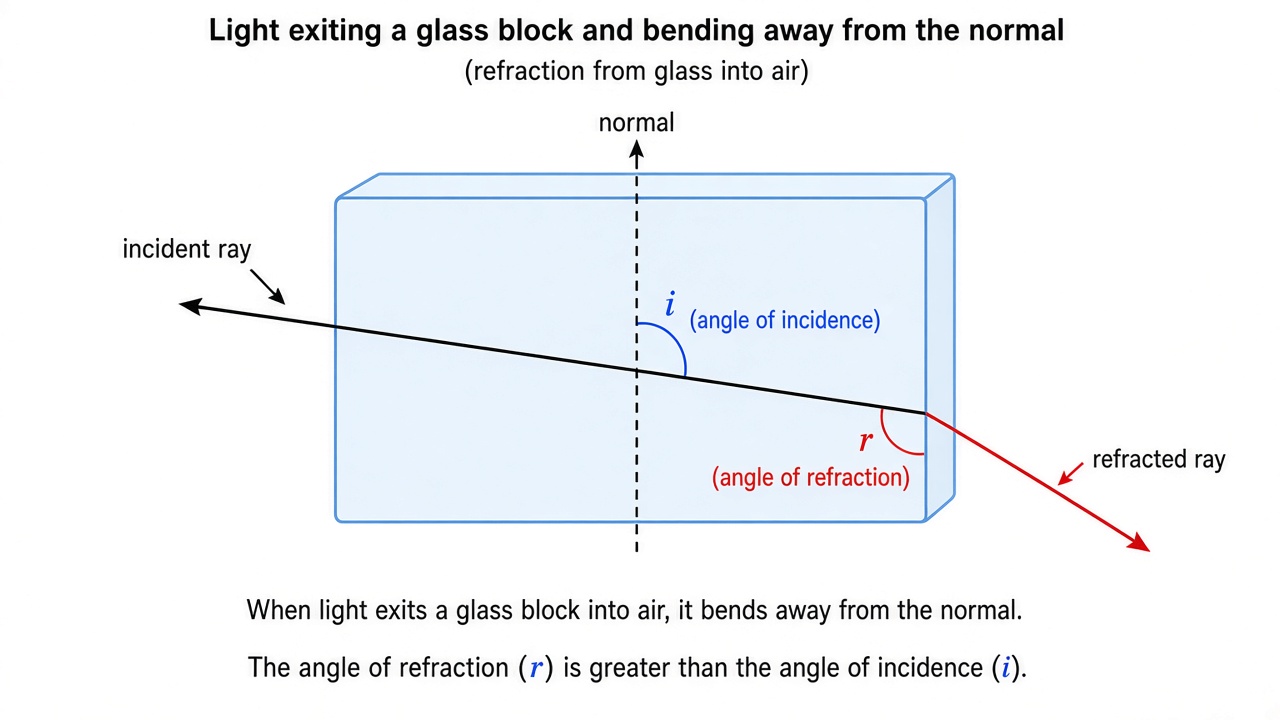 Light exiting a glass block and bending away from the normal
(refraction from glass into air)
normal
incident ray
i (angle of incidence)
r
(angle of refraction)
refracted ray
When light exits a glass block into air, it bends away from the normal.
The angle of refraction (r) is greater than the angle of incidence (i).